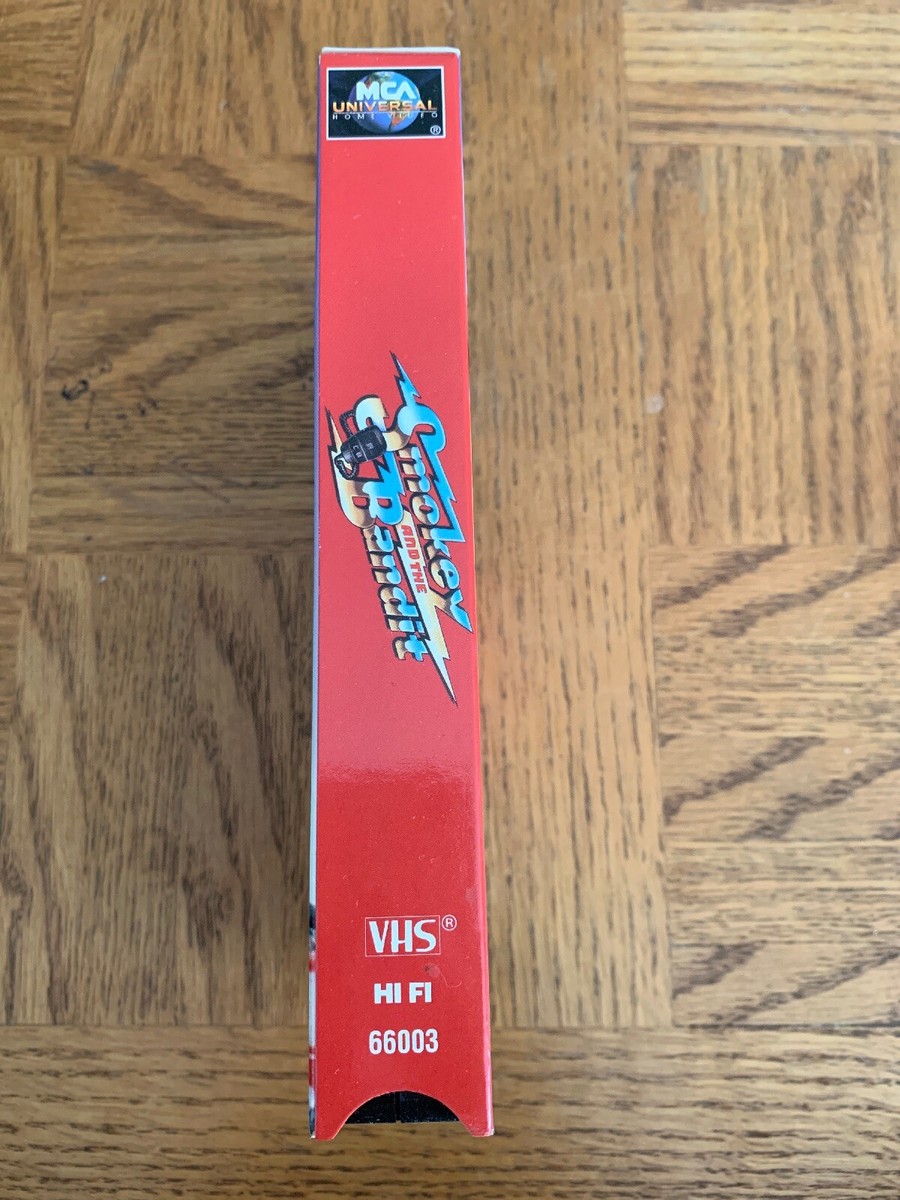 MCA
UNIVERSAL
HOME VIDEO
®
Smokey
AND THE
Bandit
VHS®
HI FI
66003